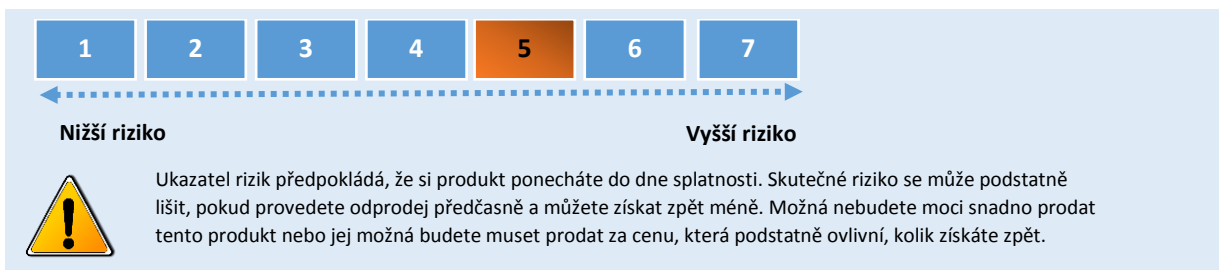 1 2 3 4 5 6 7
Nižší riziko Vyšší riziko
Ukazatel rizik předpokládá, že si produkt ponecháte do dne splatnosti. Skutečné riziko se může podstatně
lišit, pokud provedete odprodej předčasně a můžete získat zpět méně. Možná nebudete moci snadno prodat
tento produkt nebo jej možná budete muset prodat za cenu, která podstatně ovlivní, kolik získáte zpět.